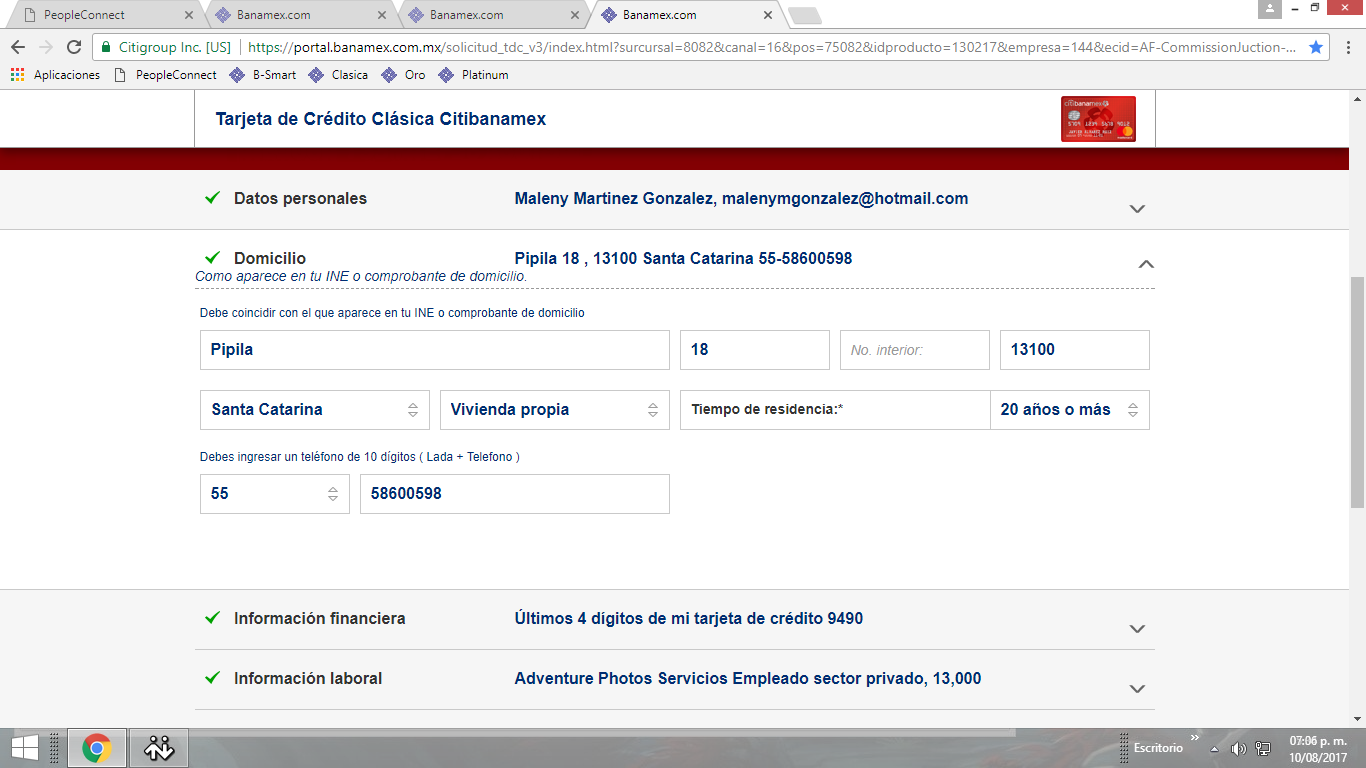 PeopleConnect
Banamex.com
Banamex.com
Banamex.com
Citigroup Inc. [US] https://portal.banamex.com.mx/solicitud_tdc_v3/index.html?surcursal=8082&canal=16&pos=75082&idproducto=130217&empresa=144&ecid=AF-CommissionJuction-...
Aplicaciones PeopleConnect B-Smart Clasica Oro Platinum
Tarjeta de Crédito Clásica Citibanamex
citibanamex
Datos personales Maleny Martinez Gonzalez, malenymgonzalez@hotmail.com
Domicilio Pipila 18 , 13100 Santa Catarina 55-58600598
Como aparece en tu INE o comprobante de domicilio.
Debe coincidir con el que aparece en tu INE o comprobante de domicilio
Pipila 18 No. interior: 13100
Santa Catarina Vivienda propia Tiempo de residencia:* 20 años o más
Debes ingresar un teléfono de 10 dígitos ( Lada + Telefono )
55 58600598
Información financiera Últimos 4 dígitos de mi tarjeta de crédito 9490
Información laboral Adventure Photos Servicios Empleado sector privado, 13,000
Escritorio
07:06 p. m.
10/08/2017